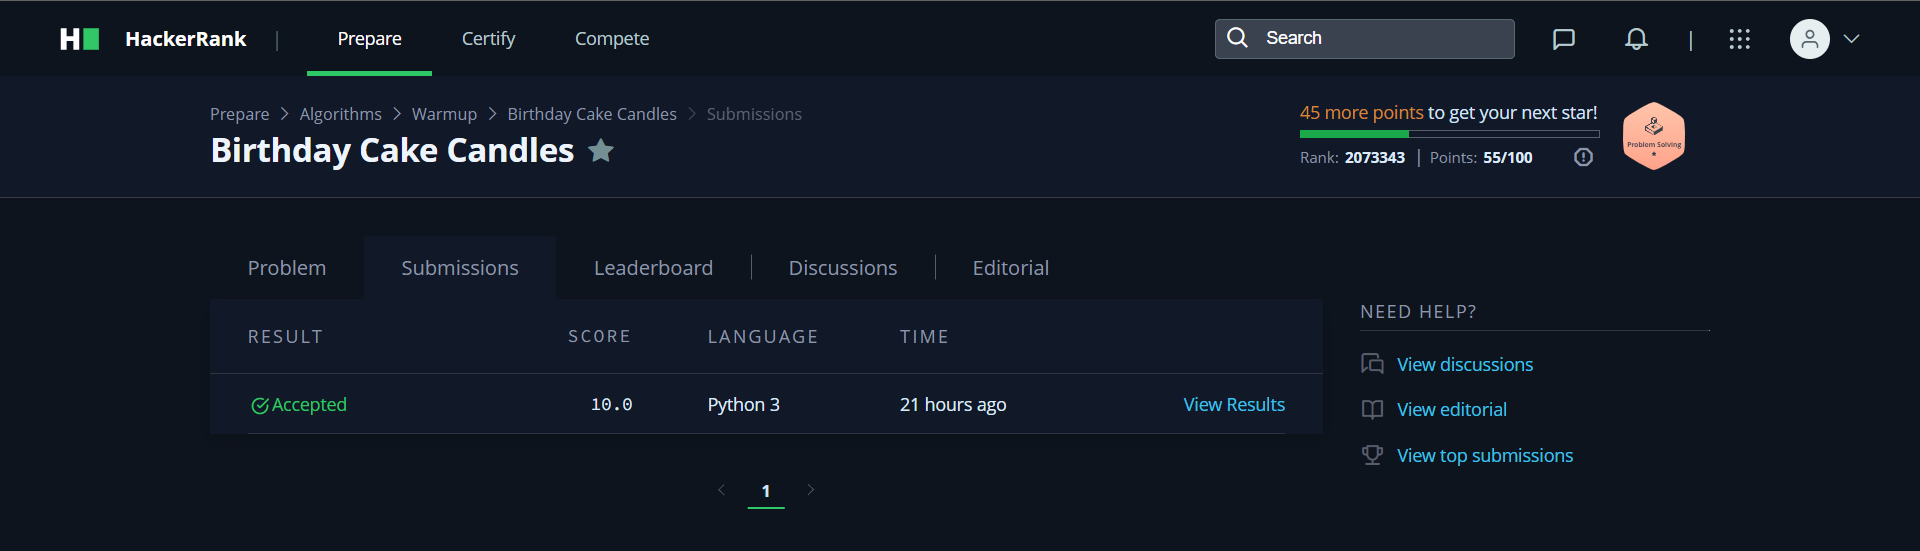 HackerRank | Prepare Certify Compete Search |
Prepare > Algorithms > Warmup > Birthday Cake Candles > Submissions
Birthday Cake Candles
45 more points to get your next star!
Rank: 2073343 | Points: 55/100
Problem Solving
Problem Submissions Leaderboard Discussions Editorial
RESULT SCORE LANGUAGE TIME
Accepted 10.0 Python 3 21 hours ago View Results
1
NEED HELP?
View discussions
View editorial
View top submissions